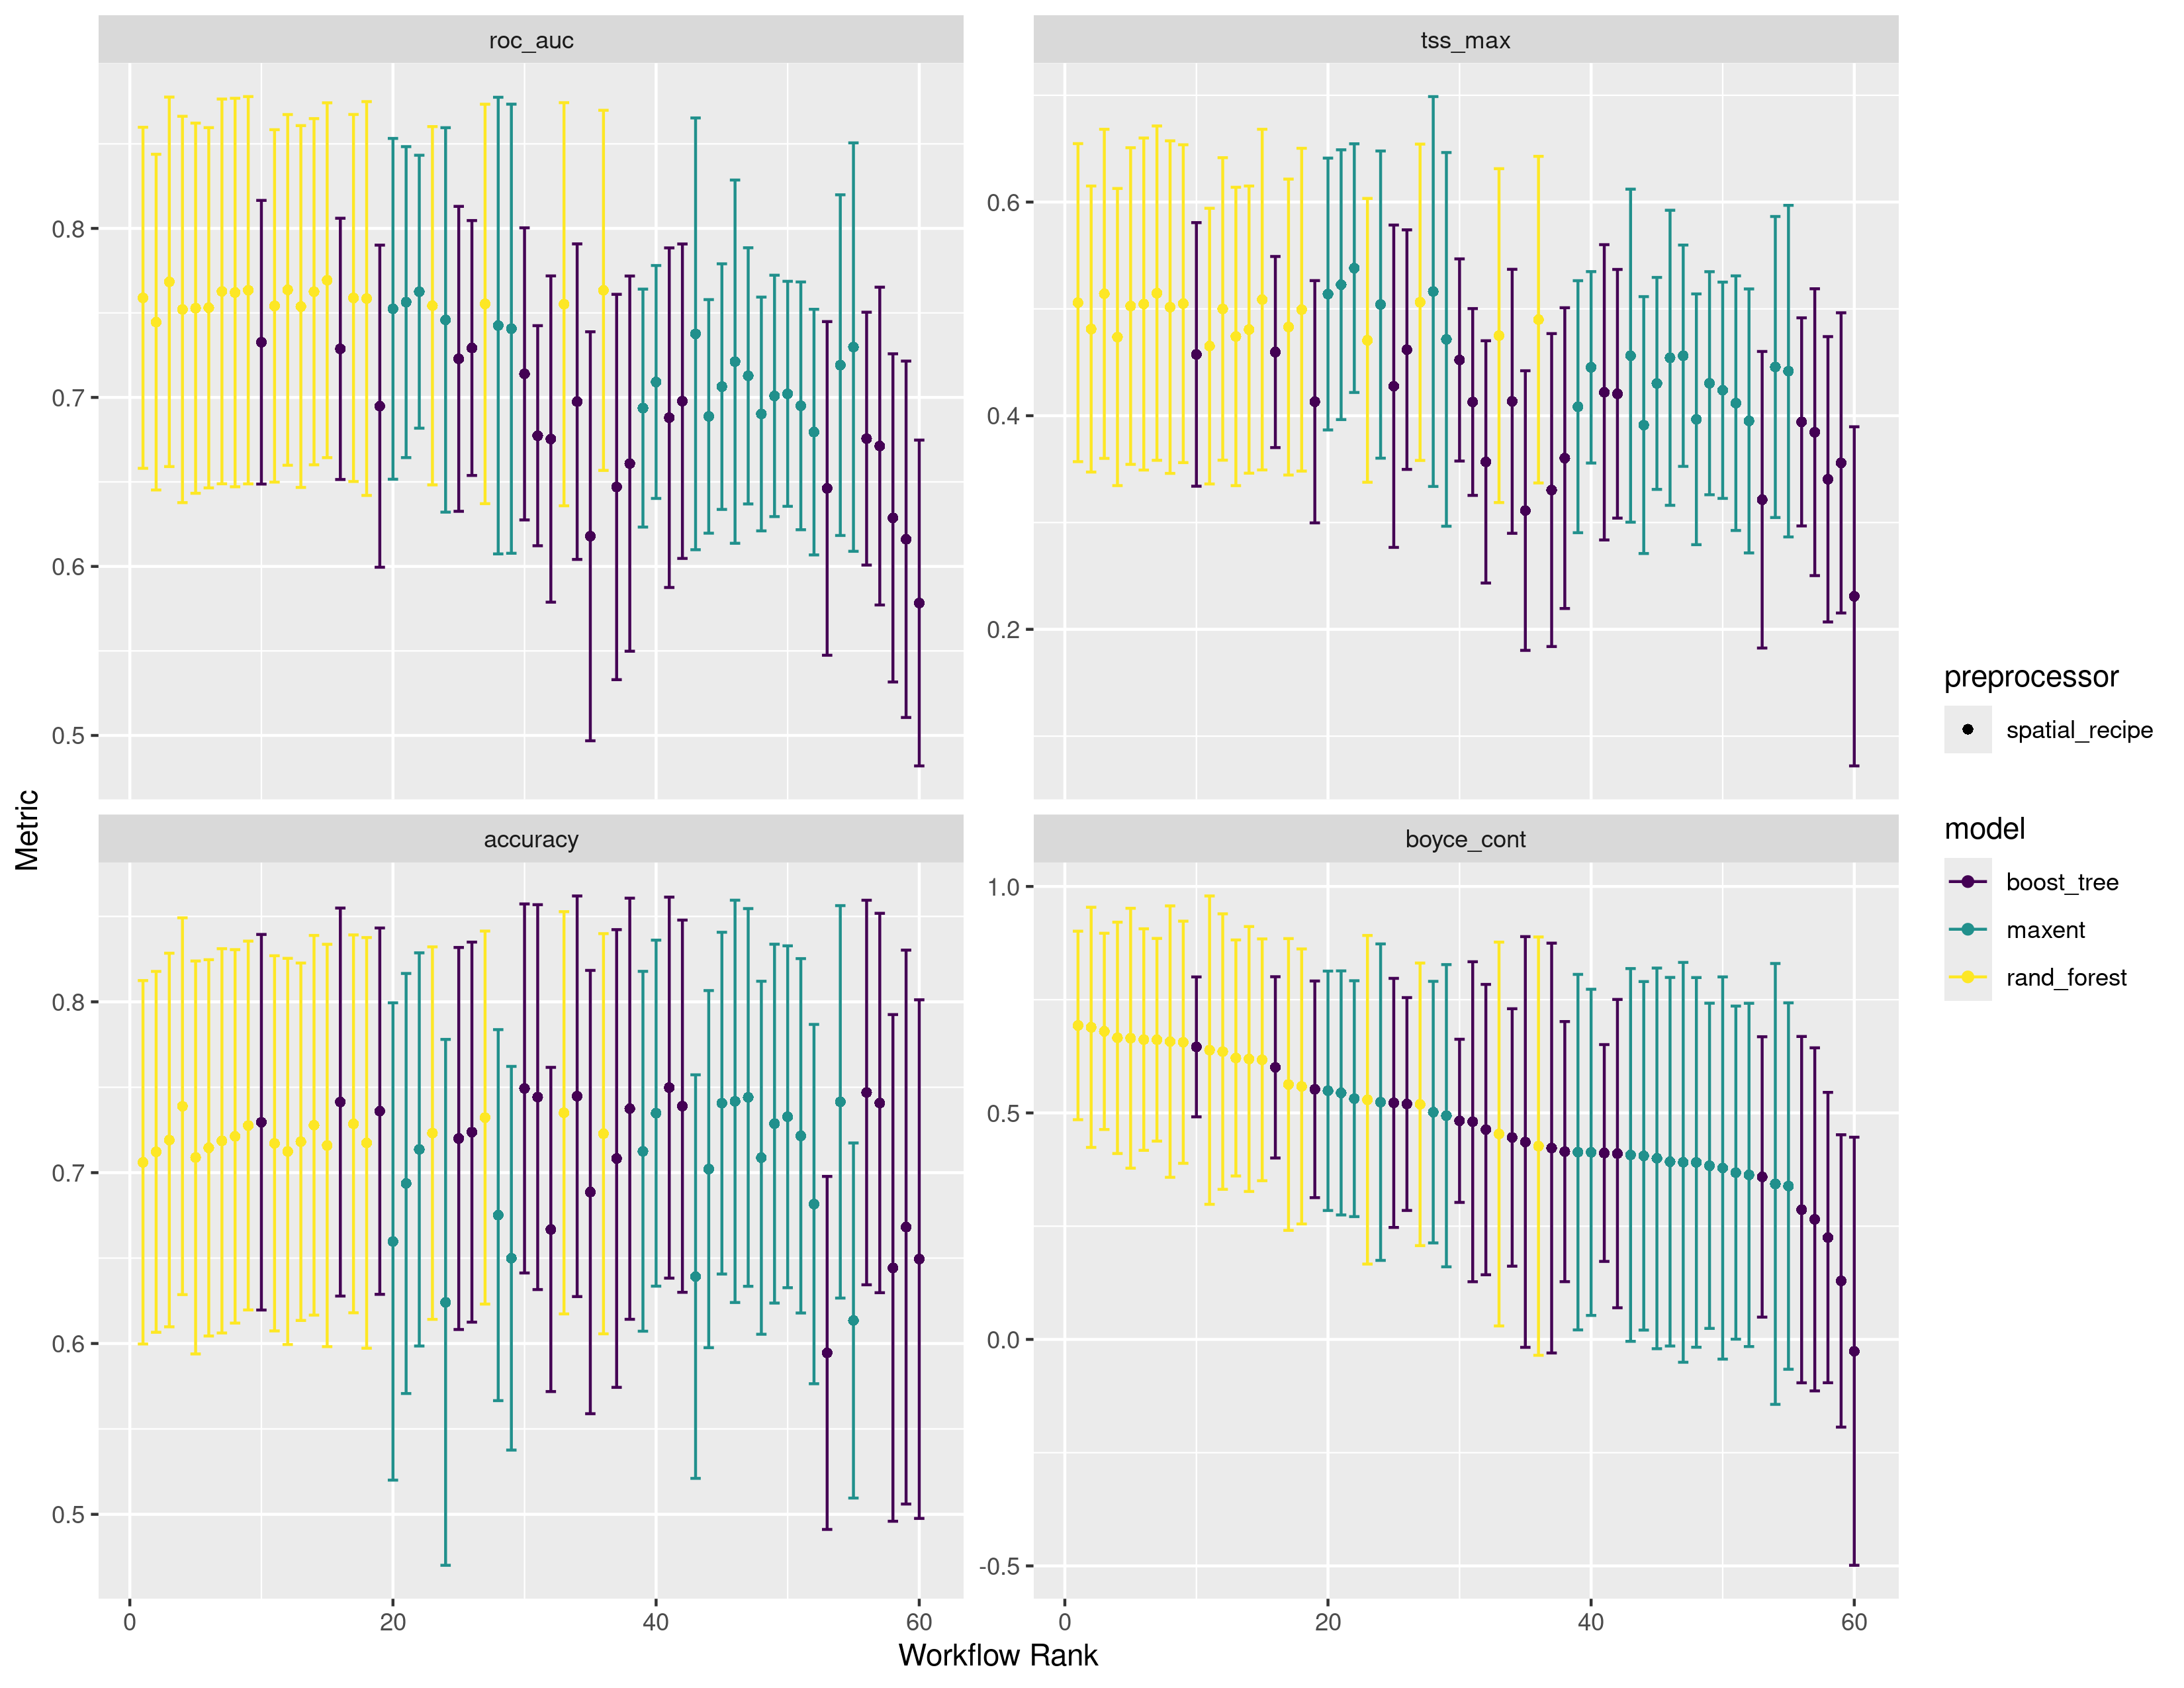 roc_auc
tss_max
0.8
0.7
0.6
0.5
0.6
0.4
0.2
accuracy
boyce_cont
0.8
0.7
0.6
0.5
1.0
0.5
0.0
-0.5
0 20 40 60
0 20 40 60
Workflow Rank
Metric
preprocessor
spatial_recipe
model
boost_tree
maxent
rand_forest